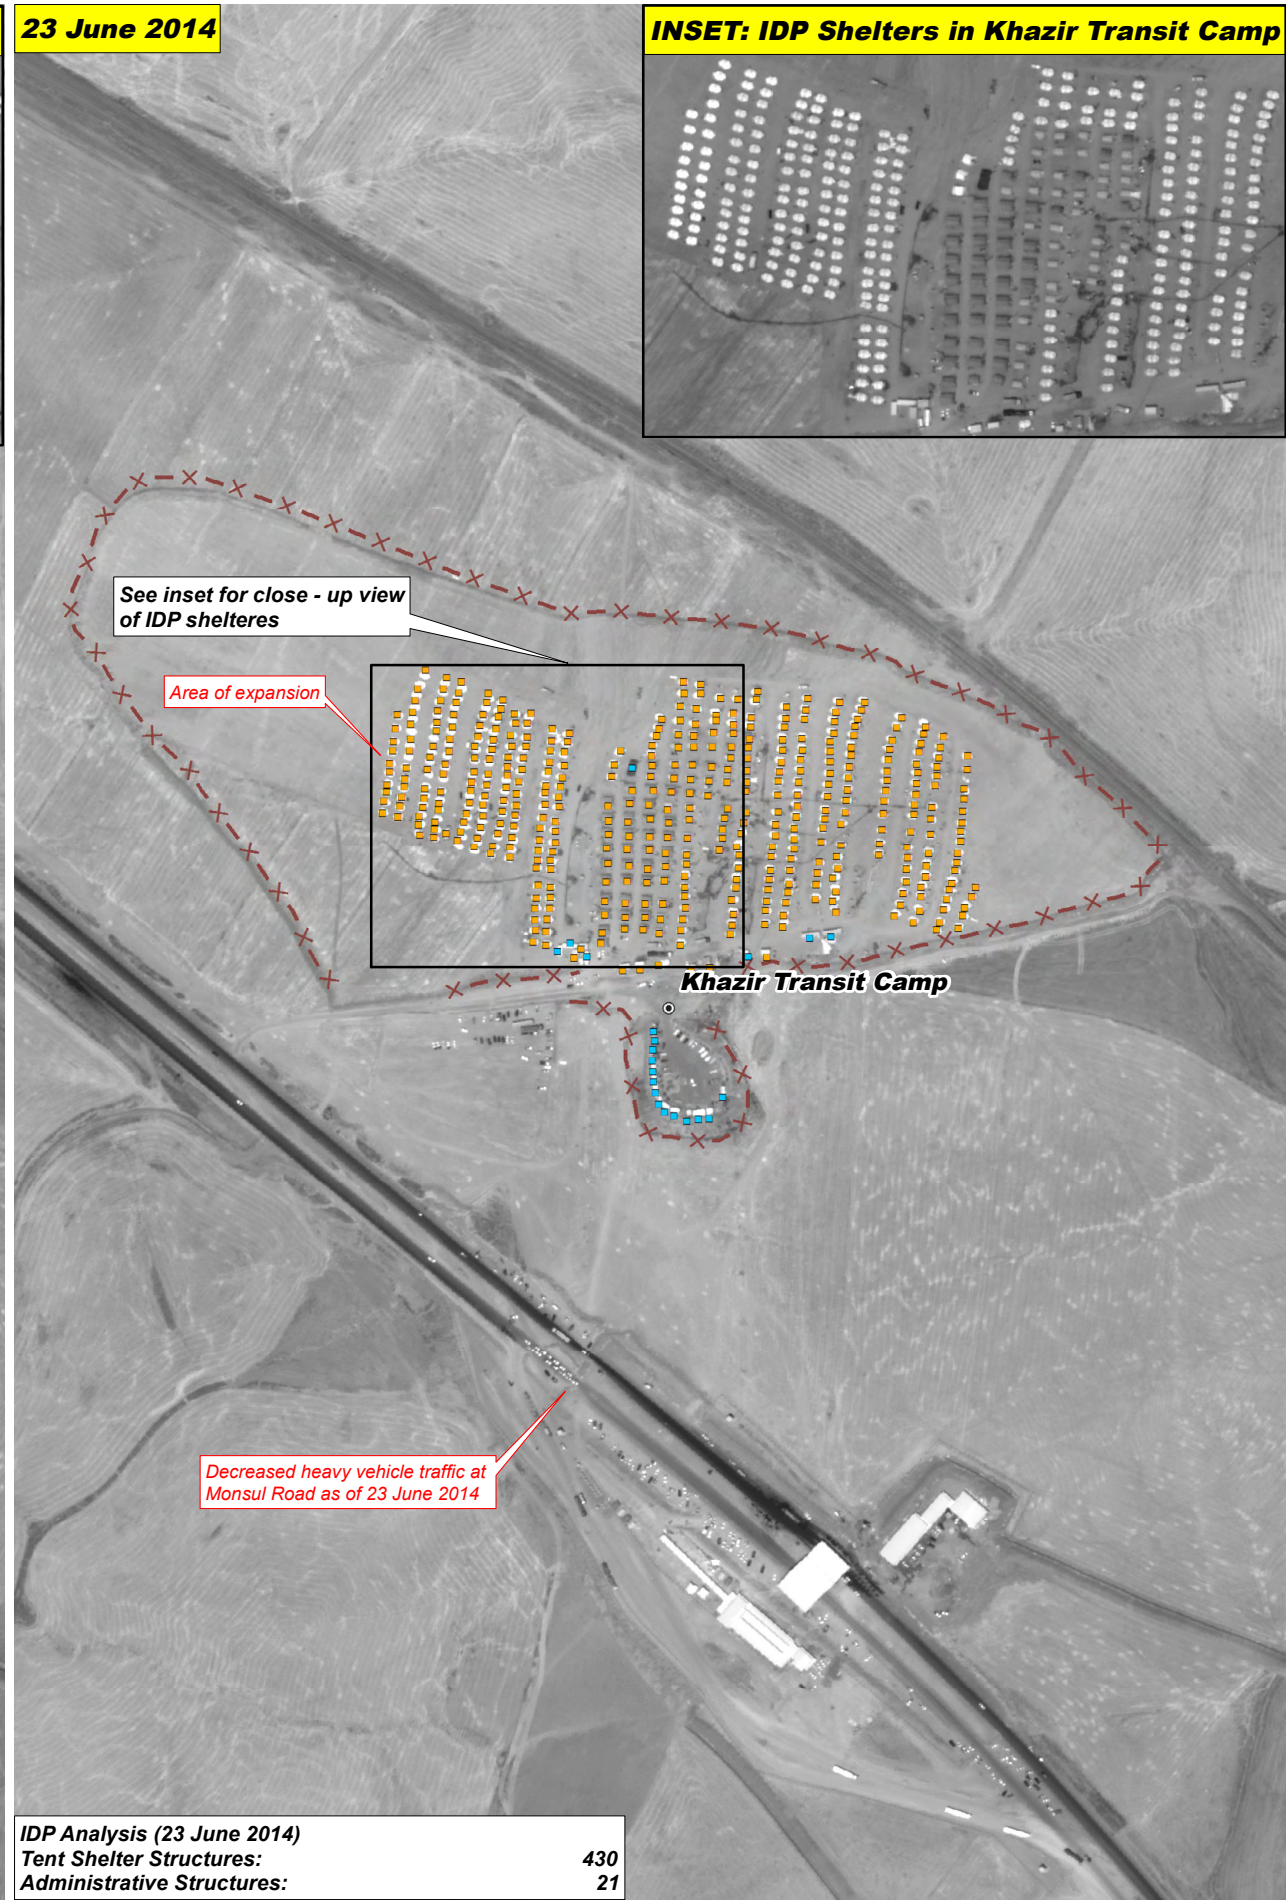 23 June 2014
INSET: IDP Shelters in Khazir Transit Camp
See inset for close - up view
of IDP shelteres
Area of expansion
Khazir Transit Camp
Decreased heavy vehicle traffic at
Monsul Road as of 23 June 2014
IDP Analysis (23 June 2014)
Tent Shelter Structures: 430
Administrative Structures: 21